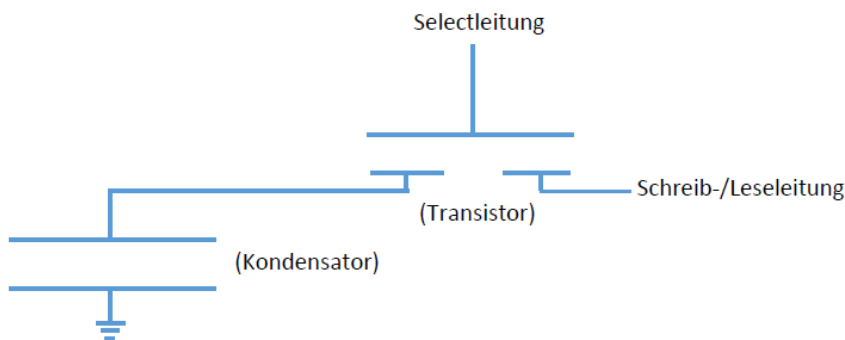 Selectleitung
Schreib-/Leseleitung
(Transistor)
(Kondensator)